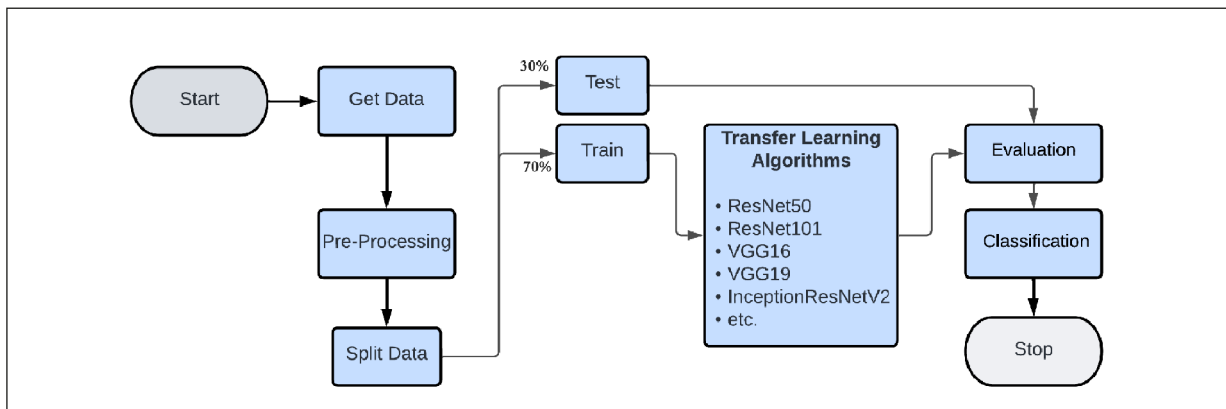 Start
Get Data
Pre-Processing
Split Data
30%
Test
70%
Train
Transfer Learning
Algorithms
• ResNet50
• ResNet101
• VGG16
• VGG19
• InceptionResNetV2
• etc.
Evaluation
Classification
Stop